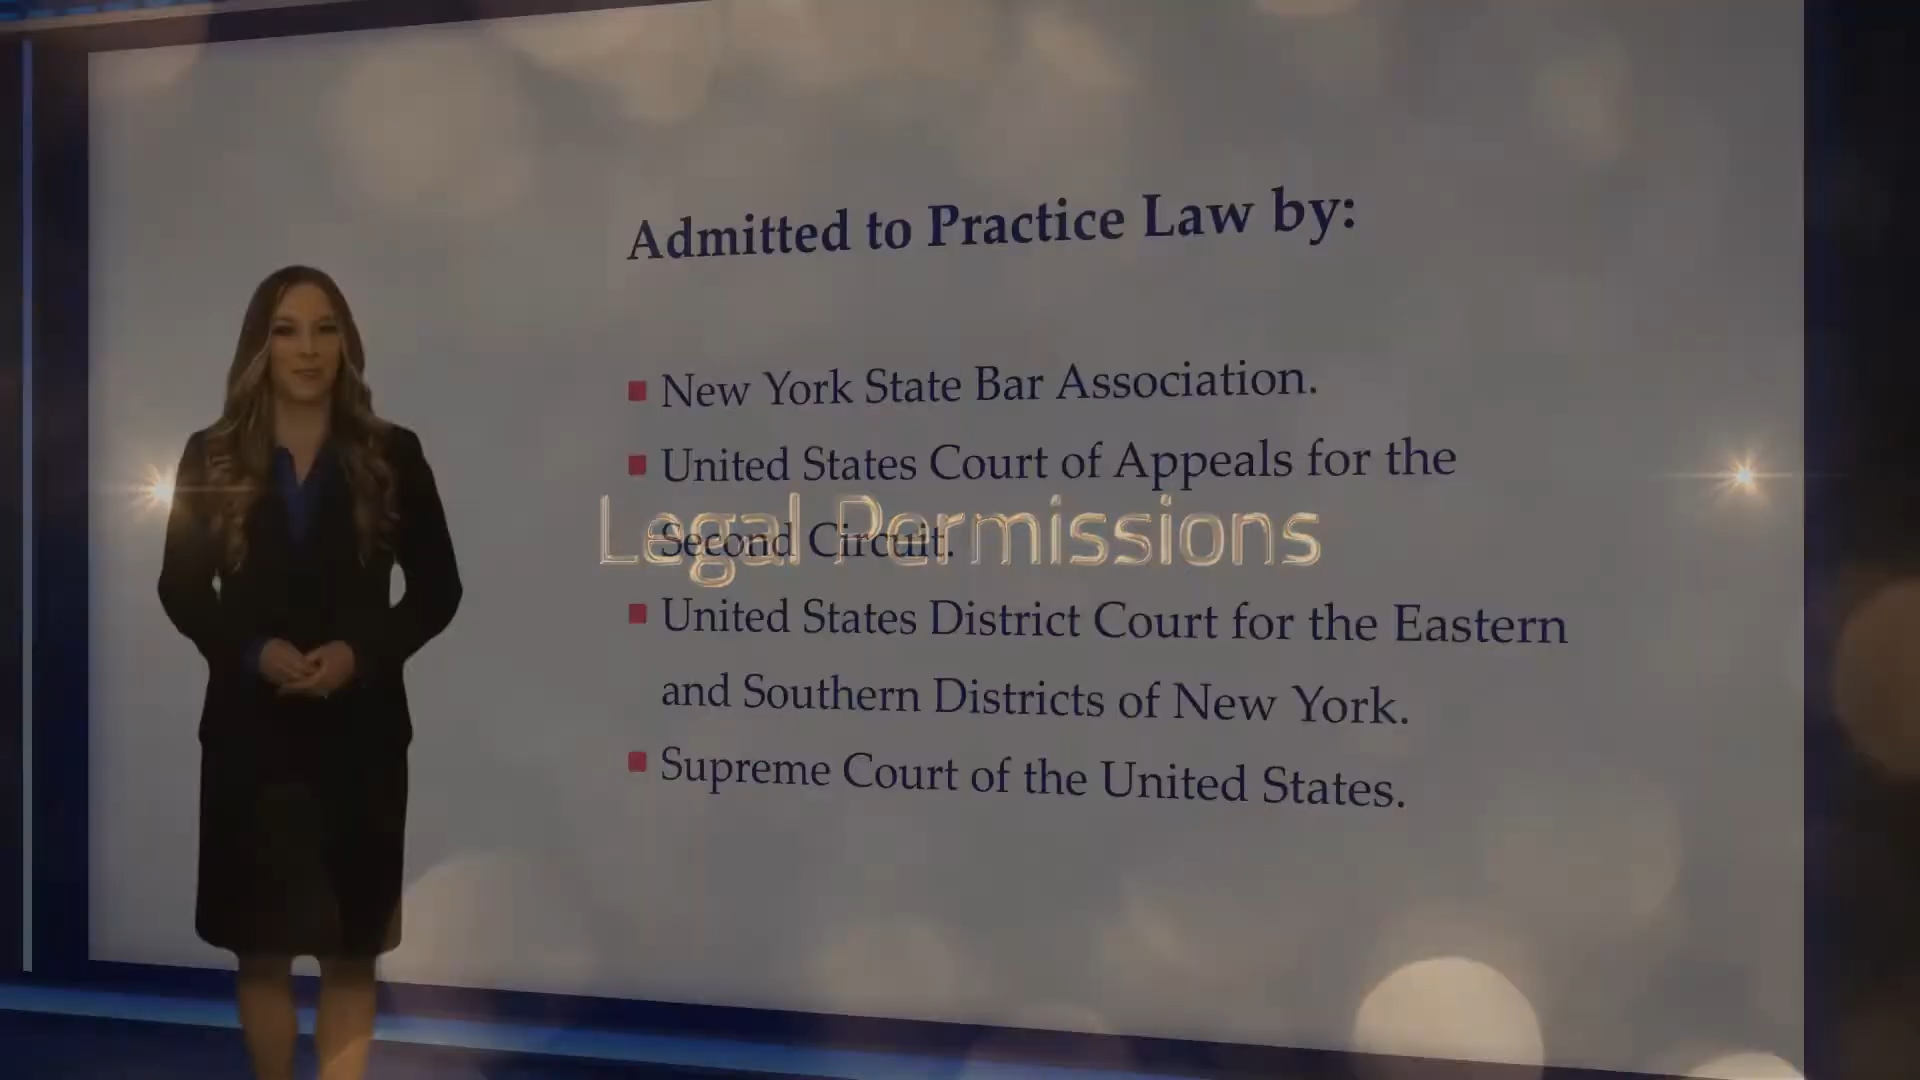 Admitted to Practice Law by:
New York State Bar Association.
United States Court of Appeals for the
Second Circuit.
Legal Permissions
United States District Court for the Eastern
and Southern Districts of New York.
Supreme Court of the United States.